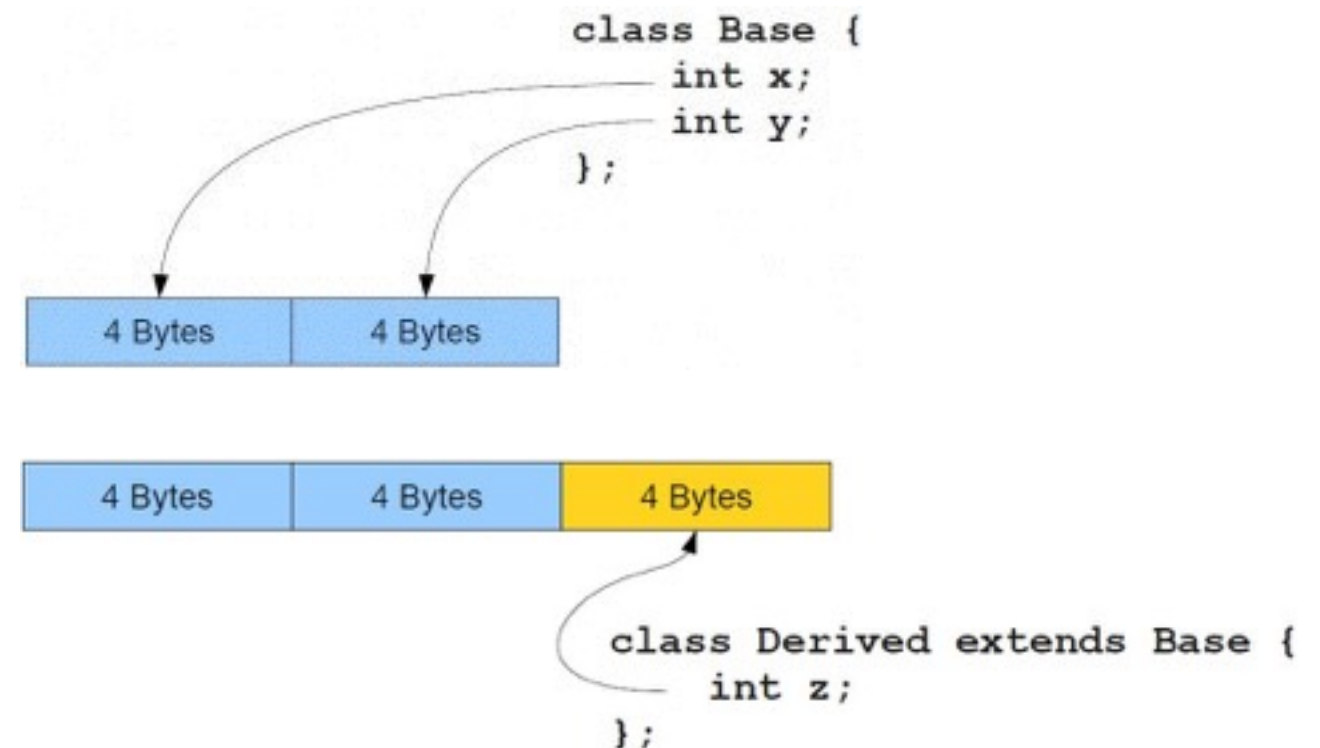 class Base {
int x;
int y;
};
4 Bytes 4 Bytes
4 Bytes 4 Bytes 4 Bytes
class Derived extends Base {
int z;
};